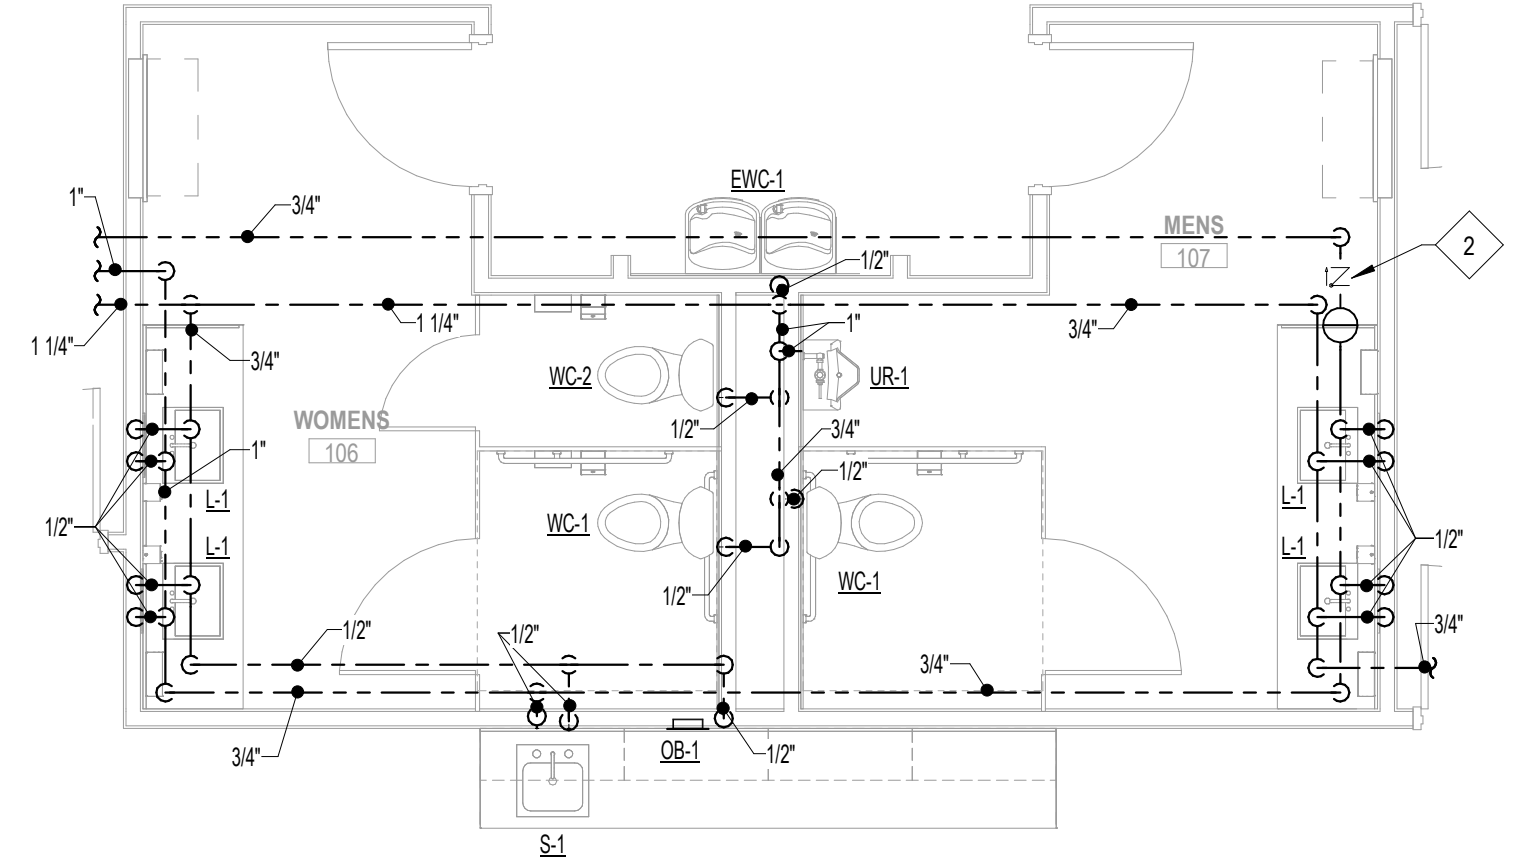 EWC-1
1"
3/4"
MENS
107
2
1/2"
1 1/4"
1 1/4"
3/4"
1"
3/4"
WC-2
UR-1
WOMENS
106
1/2"
3/4"
1"
1/2"
L-1
L-1
1/2"
WC-1
L-1
L-1
1/2"
1/2"
WC-1
1/2"
1/2"
3/4"
3/4"
3/4"
OB-1
1/2"
S-1